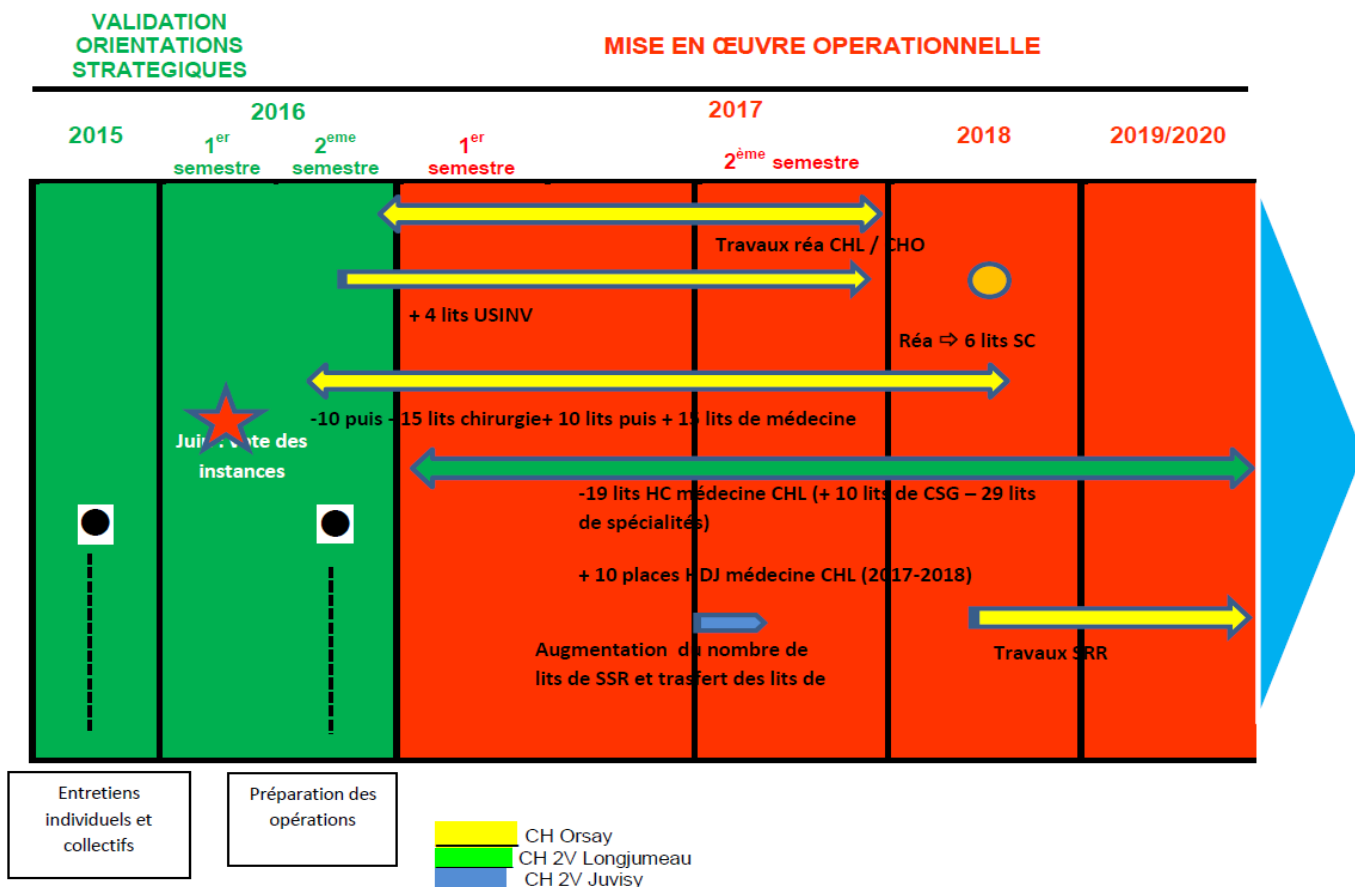 VALIDATION
ORIENTATIONS
STRATEGIQUES
MISE EN ŒUVRE OPERATIONNELLE
2015
2016
1er
semestre
2eme
semestre
2017
1er
semestre
2ème semestre
2018
2019/2020
Travaux réa CHL / CHO
+ 4 lits USINV
Réa ⇨ 6 lits SC
-10 puis - 15 lits chirurgie+ 10 lits puis + 15 lits de médecine
Juin : vote des
instances
-19 lits HC médecine CHL (+ 10 lits de CSG – 29 lits
de spécialités)
+ 10 places HDJ médecine CHL (2017-2018)
Augmentation du nombre de
lits de SSR et trasfert des lits de
Travaux SRR
Entretiens
individuels et
collectifs
Préparation des
opérations
CH Orsay
CH 2V Longjumeau
CH 2V Juvisy